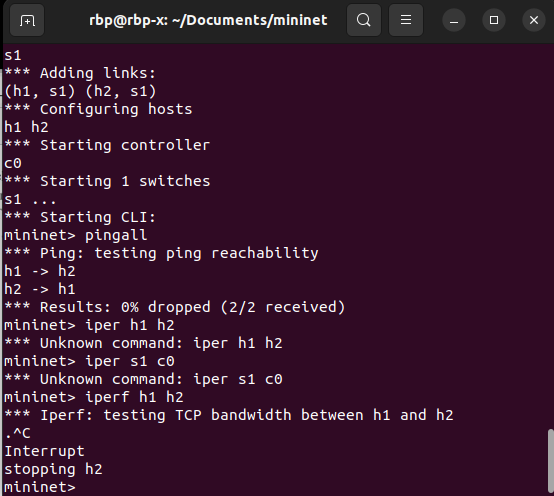 rbp@rbp-x: ~/Documents/mininet
s1
*** Adding links:
(h1, s1) (h2, s1)
*** Configuring hosts
h1 h2
*** Starting controller
c0
*** Starting 1 switches
s1 ...
*** Starting CLI:
mininet> pingall
*** Ping: testing ping reachability
h1 -> h2
h2 -> h1
*** Results: 0% dropped (2/2 received)
mininet> iper h1 h2
*** Unknown command: iper h1 h2
mininet> iper s1 c0
*** Unknown command: iper s1 c0
mininet> iperf h1 h2
*** Iperf: testing TCP bandwidth between h1 and h2
.^C
Interrupt
stopping h2
mininet>